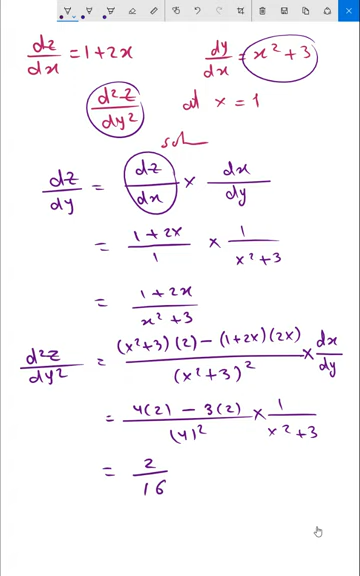 dz/dx = 1 + 2x    dy/dx = x² + 3
d²z/dy²    at x = 1
sol
dz/dy = dz/dx × dx/dy
= (1 + 2x)/1 × 1/(x² + 3)
= (1 + 2x)/(x² + 3)
d²z/dy² = ((x² + 3)(2) − (1 + 2x)(2x))/(x² + 3)² × dx/dy
= (4(2) − 3(2))/(4)² × 1/(x² + 3)
= 2/16